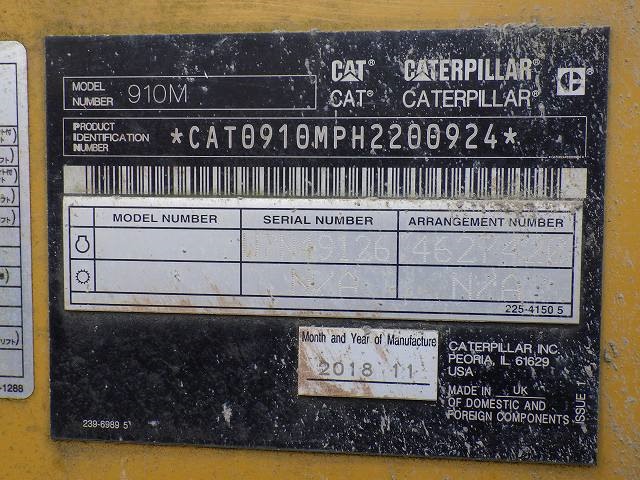 CAT® CATERPILLAR®
CAT® CATERPILLAR®
MODEL NUMBER 910M
PRODUCT IDENTIFICATION NUMBER *CAT0910MPH2200924*
MODEL NUMBER SERIAL NUMBER ARRANGEMENT NUMBER
N/A N/A
225-4150 5
Month and Year of Manufacture
2018 11
CATERPILLAR INC.
PEORIA, IL 61629
USA
MADE IN UK
OF DOMESTIC AND
FOREIGN COMPONENTS
ISSUE 1
239-6989 5
-1288